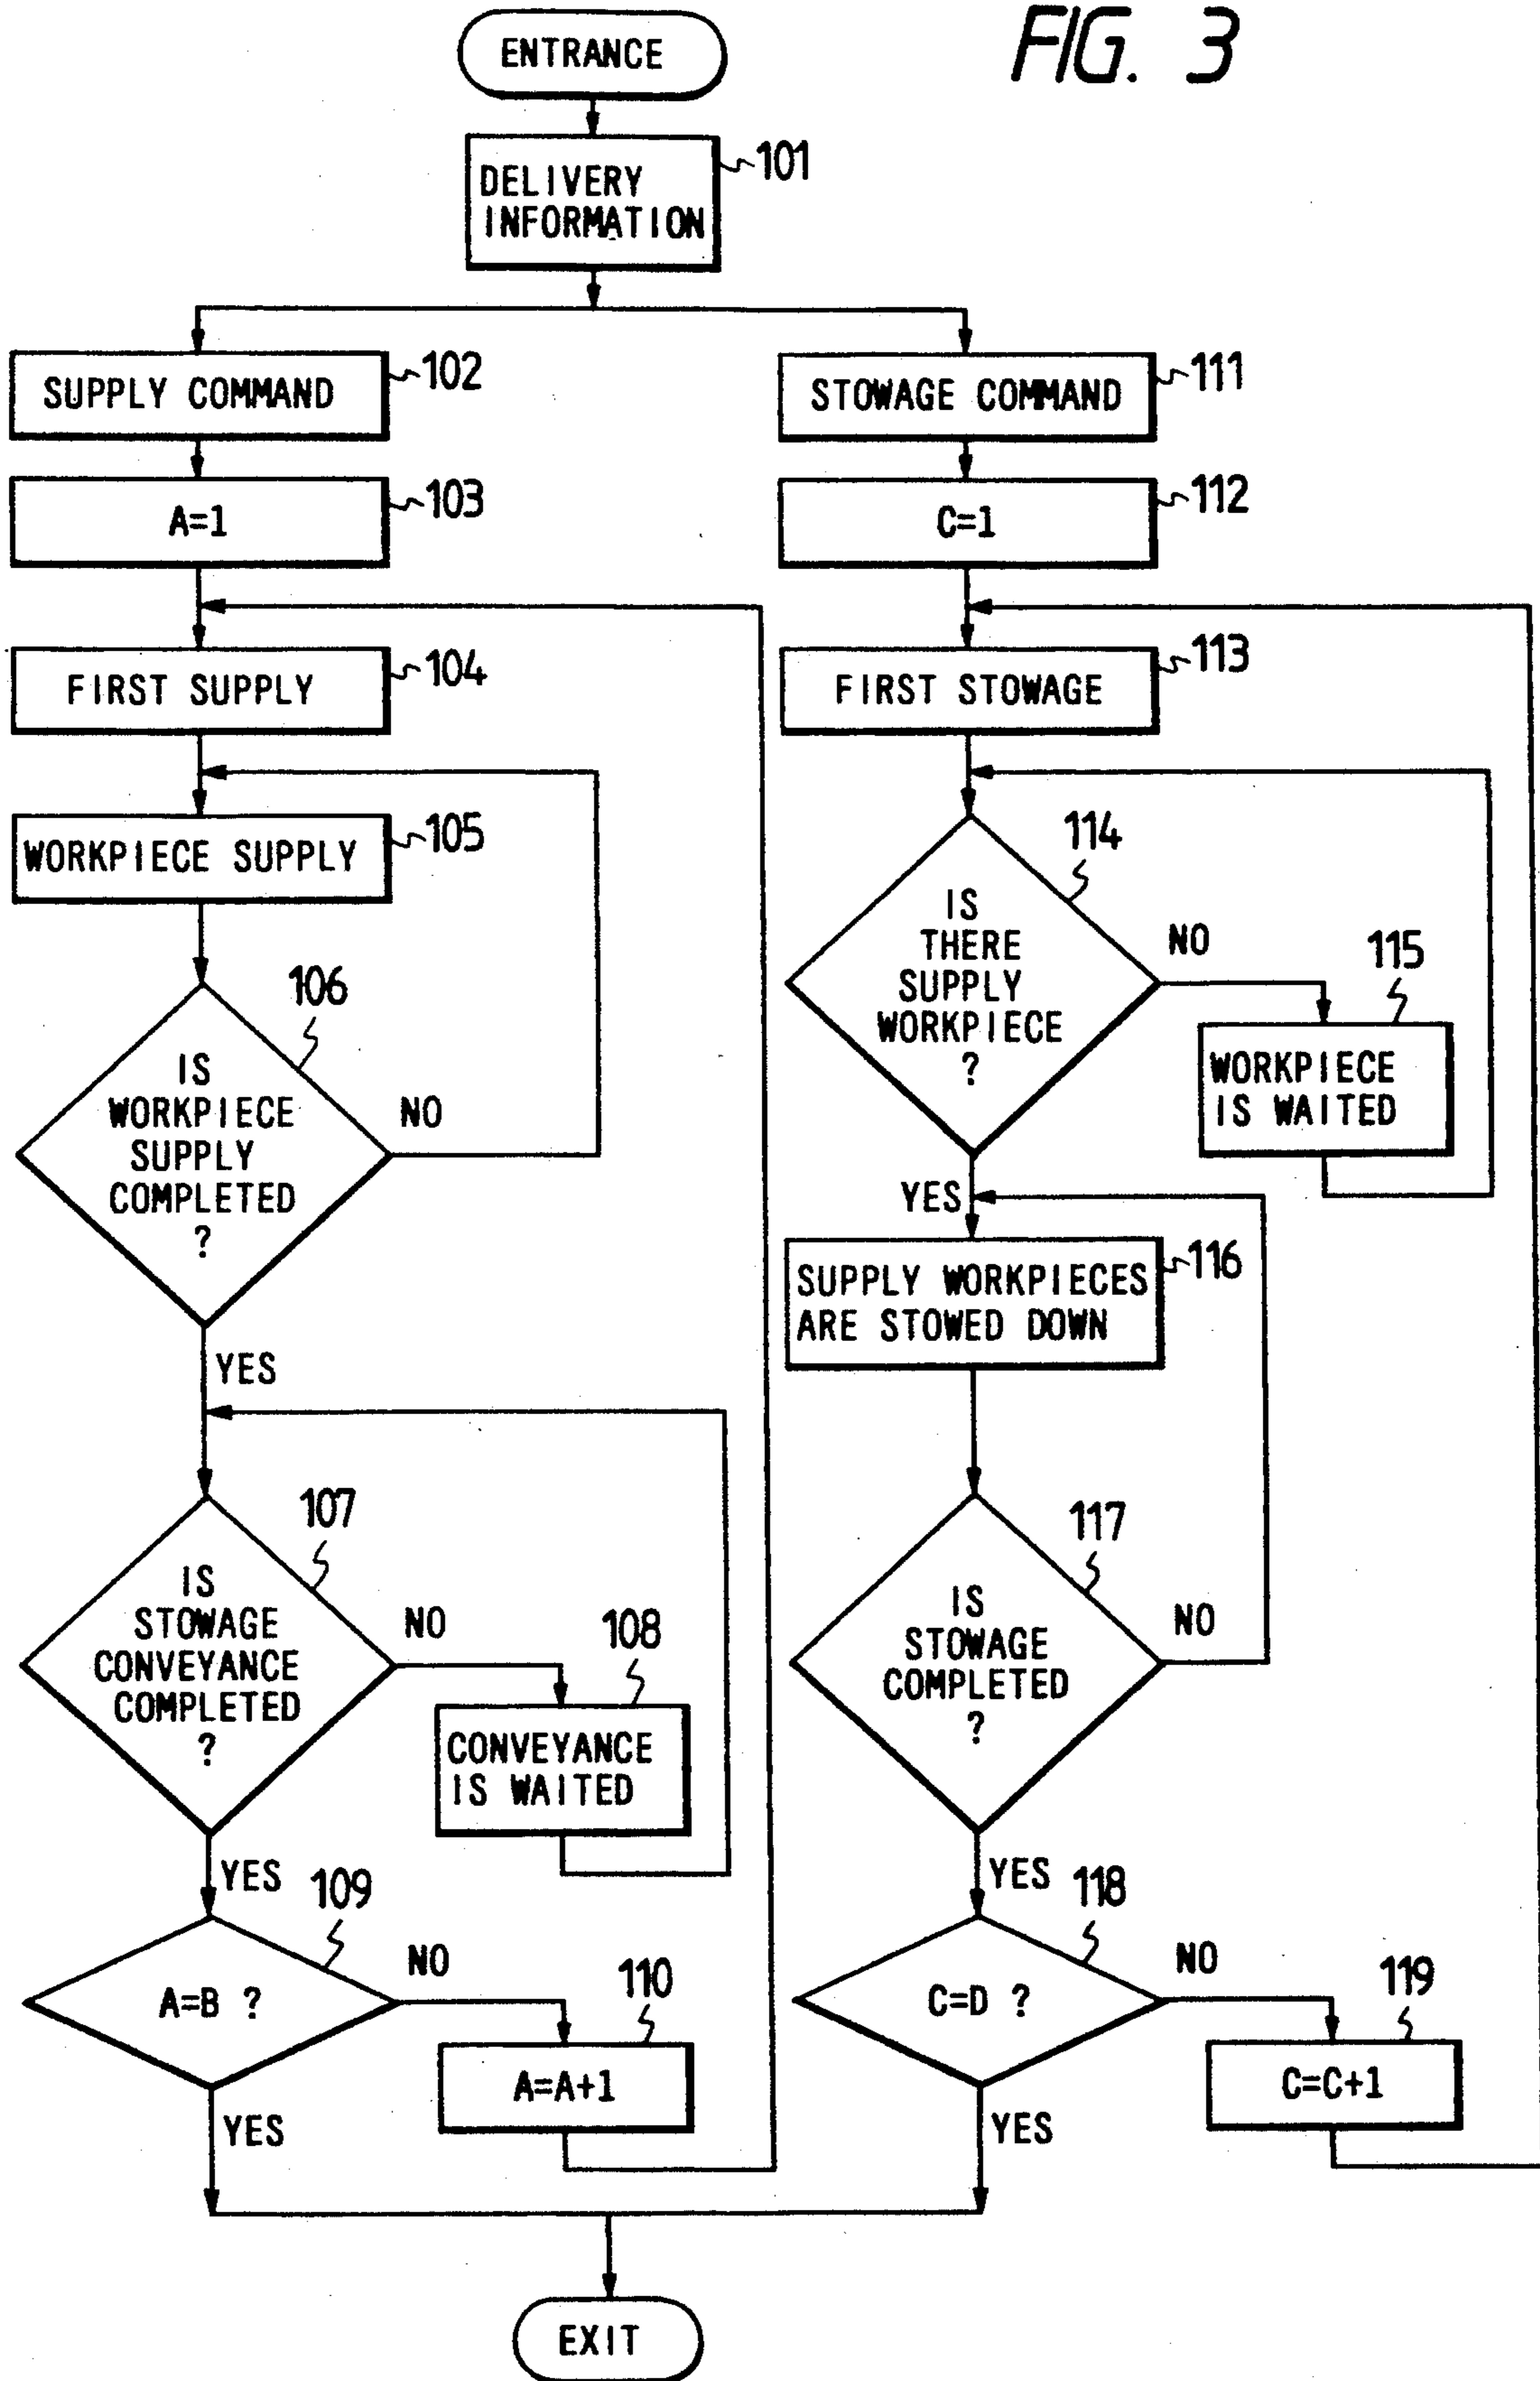 FIG. 3
ENTRANCE
101
DELIVERY
INFORMATION
102
SUPPLY COMMAND
103
A=1
104
FIRST SUPPLY
105
WORKPIECE SUPPLY
106
IS
WORKPIECE
SUPPLY
COMPLETED
?
NO
YES
107
IS
STOWAGE
CONVEYANCE
COMPLETED
?
NO
108
CONVEYANCE
IS WAITED
YES
109
A=B ?
NO
110
A=A+1
YES
111
STOWAGE COMMAND
112
C=1
113
FIRST STOWAGE
114
IS
THERE
SUPPLY
WORKPIECE
?
NO
115
WORKPIECE
IS WAITED
YES
116
SUPPLY WORKPIECES
ARE STOWED DOWN
117
IS
STOWAGE
COMPLETED
?
NO
YES
118
C=D ?
NO
119
C=C+1
YES
EXIT